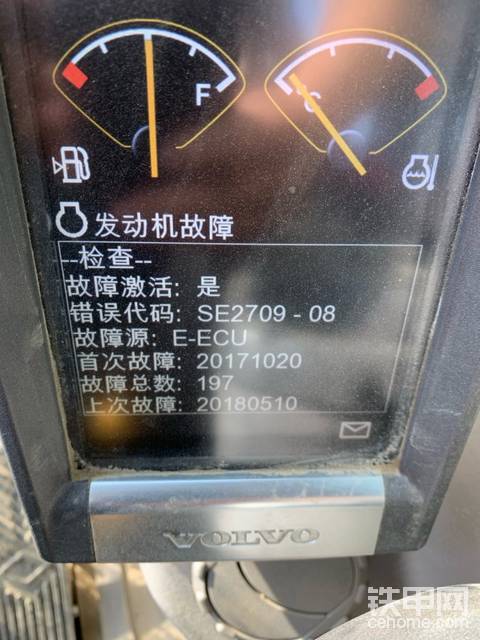 F
°C
发动机故障
--检查--
故障激活: 是
错误代码: SE2709 - 08
故障源: E-ECU
首次故障: 20171020
故障总数: 197
上次故障: 20180510
VOLVO
铁甲网
cehome.com